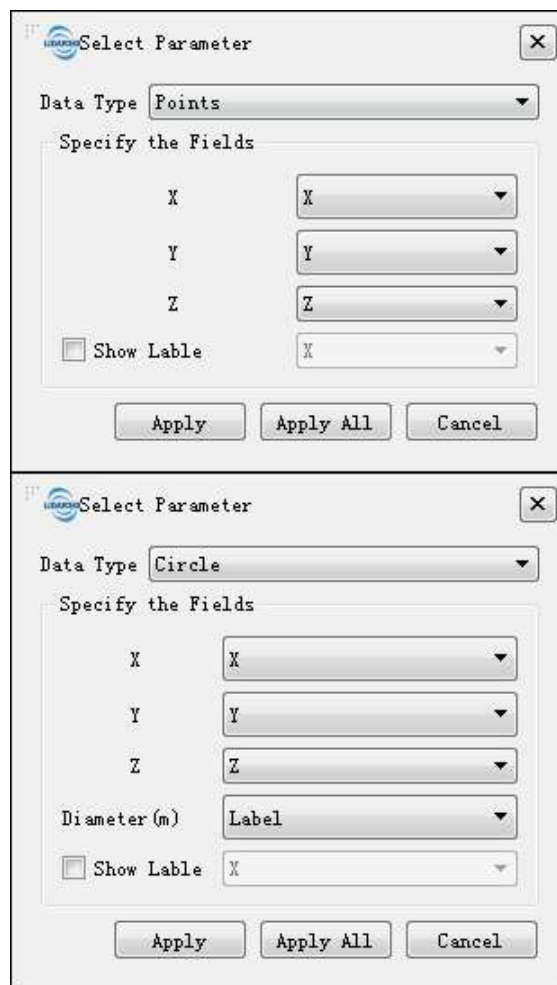 Select Parameter
Data Type Points
Specify the Fields
X X
Y Y
Z Z
Show Lable X
Apply Apply All Cancel
Select Parameter
Data Type Circle
Specify the Fields
X X
Y Y
Z Z
Diameter(m) Label
Show Lable X
Apply Apply All Cancel